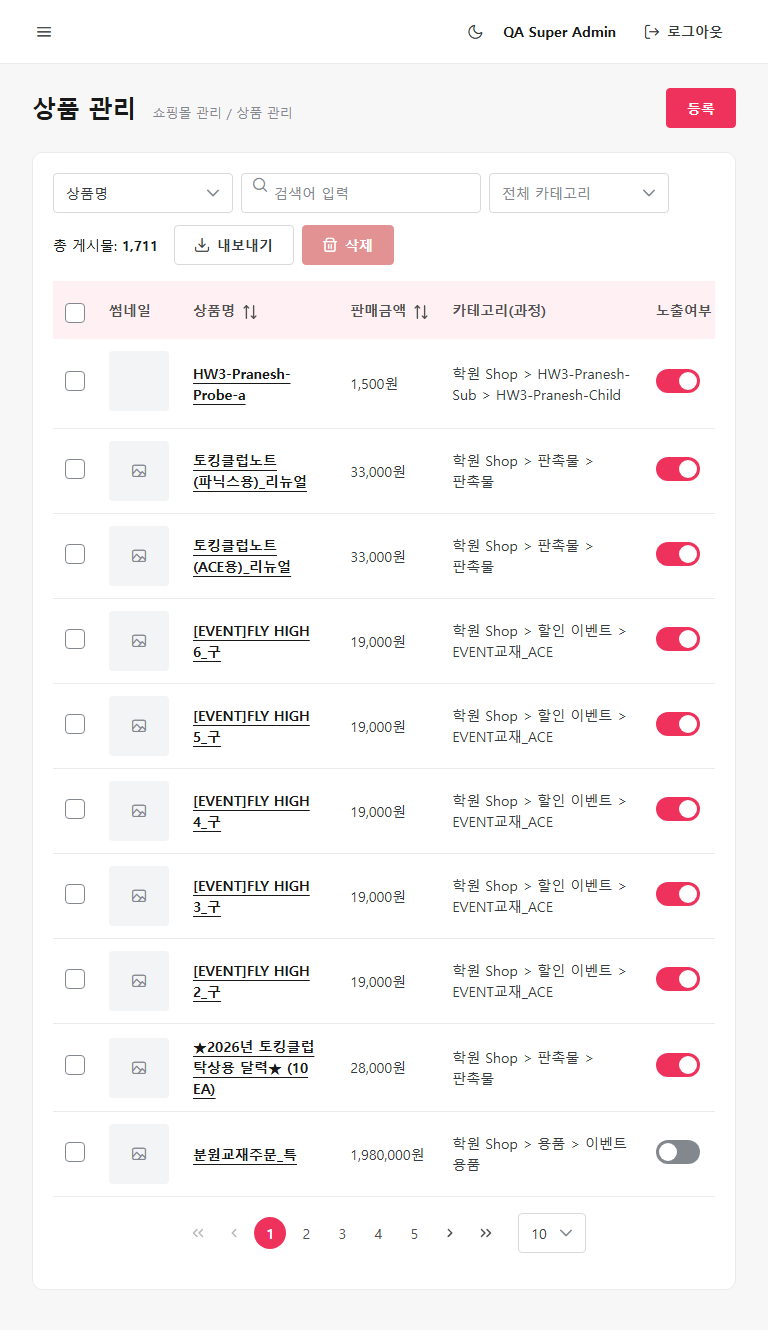 QA Super Admin 로그아웃
상품 관리 쇼핑몰 관리 / 상품 관리 등록
상품명 검색어 입력 전체 카테고리
총 게시물: 1,711 내보내기 삭제
썸네일 상품명 판매금액 카테고리(과정) 노출여부
HW3-Pranesh-
Probe-a
1,500원
학원 Shop > HW3-Pranesh-
Sub > HW3-Pranesh-Child
토킹클럽노트
(파닉스용)_리뉴얼
33,000원
학원 Shop > 판촉물 >
판촉물
토킹클럽노트
(ACE용)_리뉴얼
33,000원
학원 Shop > 판촉물 >
판촉물
[EVENT]FLY HIGH
6_구
19,000원
학원 Shop > 할인 이벤트 >
EVENT교재_ACE
[EVENT]FLY HIGH
5_구
19,000원
학원 Shop > 할인 이벤트 >
EVENT교재_ACE
[EVENT]FLY HIGH
4_구
19,000원
학원 Shop > 할인 이벤트 >
EVENT교재_ACE
[EVENT]FLY HIGH
3_구
19,000원
학원 Shop > 할인 이벤트 >
EVENT교재_ACE
[EVENT]FLY HIGH
2_구
19,000원
학원 Shop > 할인 이벤트 >
EVENT교재_ACE
★2026년 토킹클럽
탁상용 달력★ (10
EA)
28,000원
학원 Shop > 판촉물 >
판촉물
분원교재주문_특
1,980,000원
학원 Shop > 용품 > 이벤트
용품
1 2 3 4 5 10